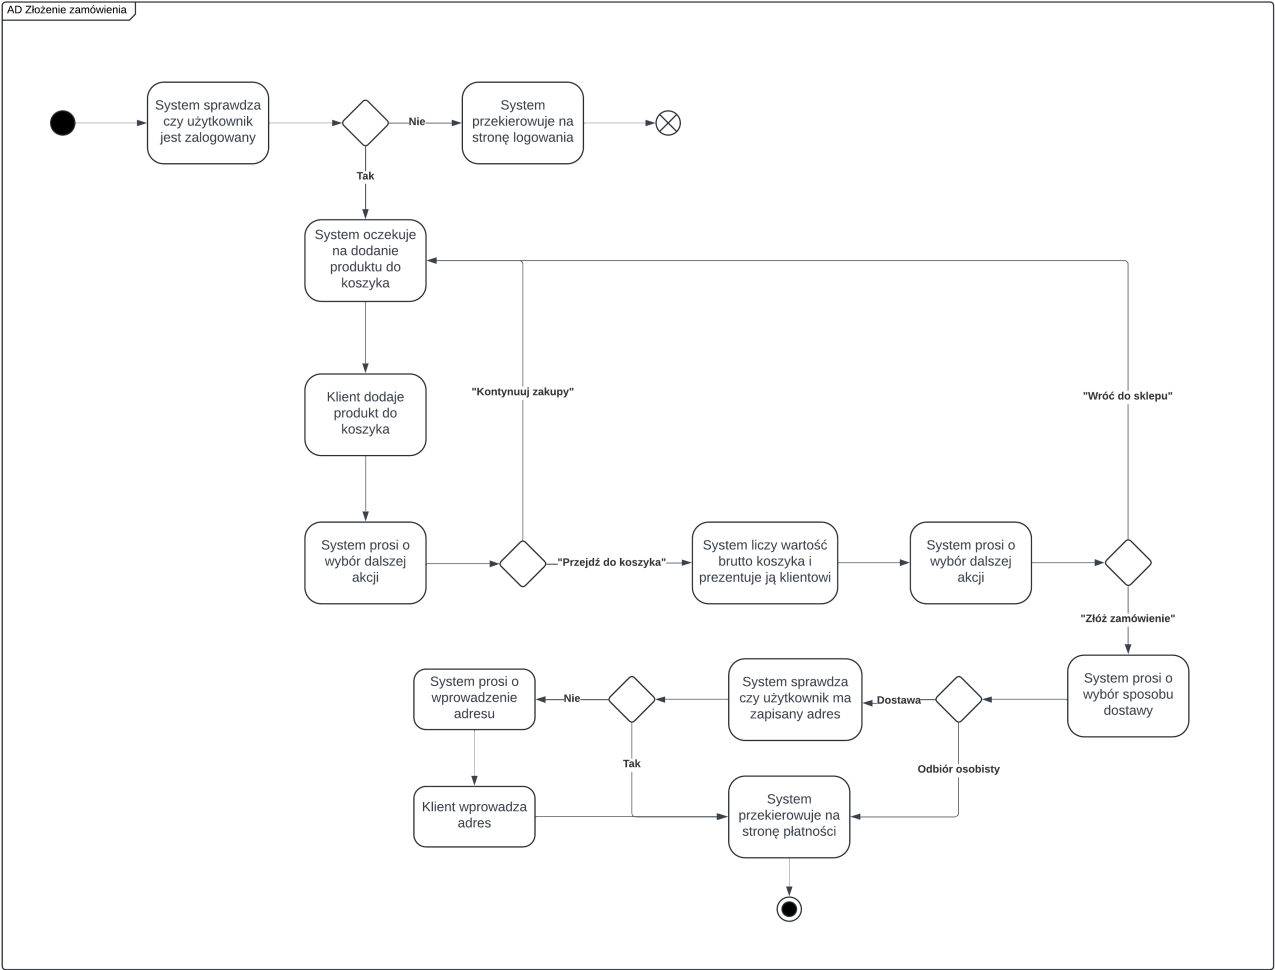 AD Złożenie zamówienia
System sprawdza
czy użytkownik
jest zalogowany
Nie
System
przekierowuje na
stronę logowania
Tak
System oczekuje
na dodanie
produktu do
koszyka
Klient dodaje
produkt do
koszyka
"Kontynuuj zakupy"
"Wróć do sklepu"
System prosi o
wybór dalszej
akcji
"Przejdź do koszyka"
System liczy wartość
brutto koszyka i
prezentuje ją klientowi
System prosi o
wybór dalszej
akcji
"Złóż zamówienie"
System prosi o
wybór sposobu
dostawy
Dostawa
System sprawdza
czy użytkownik ma
zapisany adres
Nie
System prosi o
wprowadzenie
adresu
Tak
Odbiór osobisty
Klient wprowadza
adres
System
przekierowuje na
stronę płatności